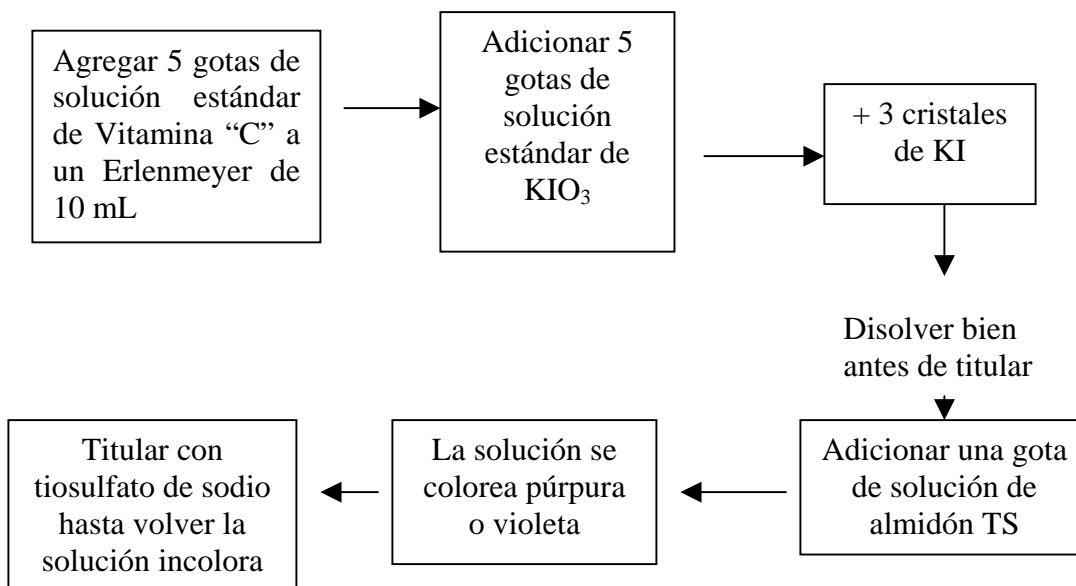 Agregar 5 gotas de
solución estándar
de Vitamina “C” a
un Erlenmeyer de
10 mL
Adicionar 5
gotas de
solución
estándar de
KIO₃
+ 3 cristales
de KI
Disolver bien
antes de titular
Adicionar una gota
de solución de
almidón TS
La solución se
colorea púrpura
o violeta
Titular con
tiosulfato de sodio
hasta volver la
solución incolora